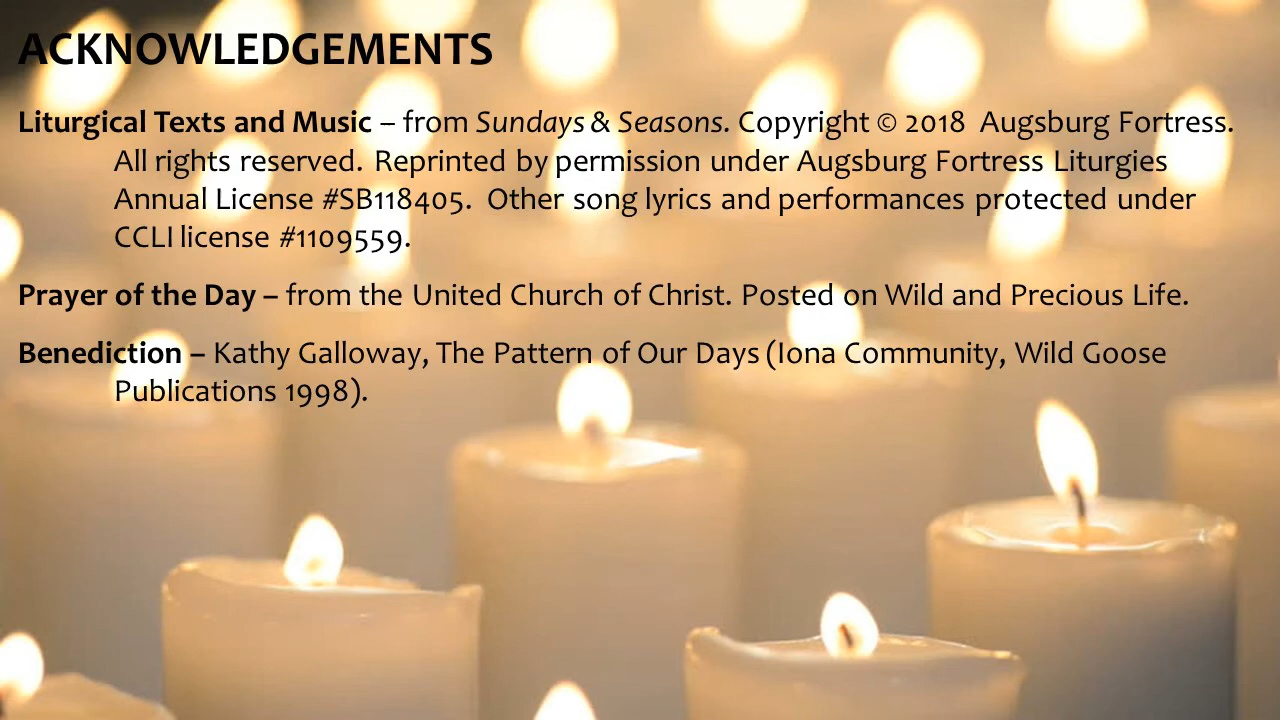 ACKNOWLEDGEMENTS
Liturgical Texts and Music – from Sundays & Seasons. Copyright © 2018 Augsburg Fortress.
All rights reserved. Reprinted by permission under Augsburg Fortress Liturgies
Annual License #SB118405. Other song lyrics and performances protected under
CCLI license #1109559.
Prayer of the Day – from the United Church of Christ. Posted on Wild and Precious Life.
Benediction – Kathy Galloway, The Pattern of Our Days (Iona Community, Wild Goose
Publications 1998).